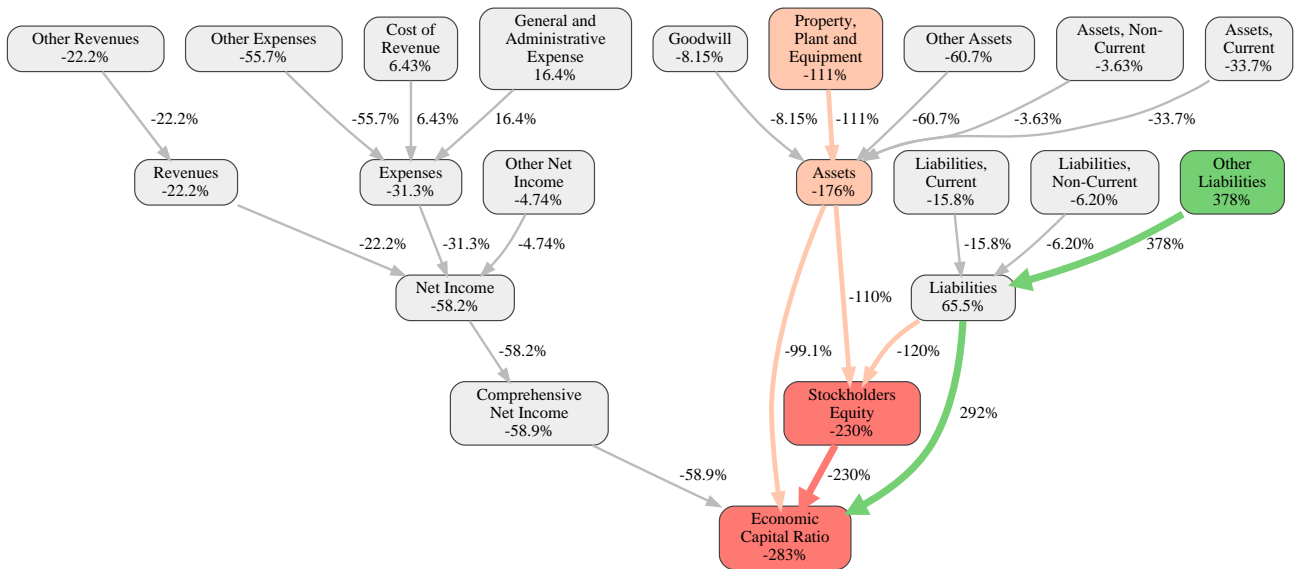 Other Revenues
-22.2%
Other Expenses
-55.7%
Cost of
Revenue
6.43%
General and
Administrative
Expense
16.4%
Goodwill
-8.15%
Property,
Plant and
Equipment
-111%
Other Assets
-60.7%
Assets, Non-
Current
-3.63%
Assets,
Current
-33.7%
-22.2%
-55.7%
6.43%
16.4%
-8.15%
-111%
-60.7%
-3.63%
-33.7%
Revenues
-22.2%
Expenses
-31.3%
Other Net
Income
-4.74%
Assets
-176%
Liabilities,
Current
-15.8%
Liabilities,
Non-Current
-6.20%
Other
Liabilities
378%
-22.2%
-31.3%
-4.74%
-15.8%
-6.20%
378%
Net Income
-58.2%
-110%
Liabilities
65.5%
-58.2%
-99.1%
-120%
Comprehensive
Net Income
-58.9%
Stockholders
Equity
-230%
292%
-58.9%
-230%
Economic
Capital Ratio
-283%